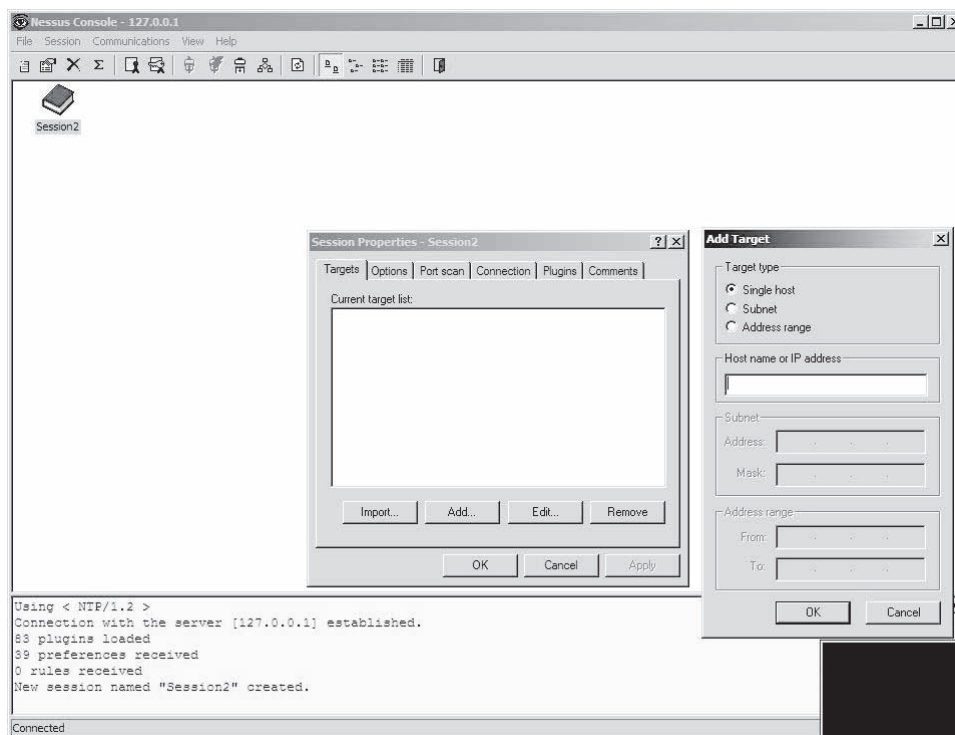 Nessus Console - 127.0.0.1
File Session Communications View Help
Session2
Session Properties - Session2
Targets Options Port scan Connection Plugins Comments
Current target list:
Import... Add... Edit... Remove
OK Cancel Apply
Add Target
Target type
Single host
Subnet
Address range
Host name or IP address
Subnet
Address:
Mask:
Address range
From:
To:
OK Cancel
Using < NTP/1.2 >
Connection with the server [127.0.0.1] established.
83 plugins loaded
39 preferences received
0 rules received
New session named "Session2" created.
Connected